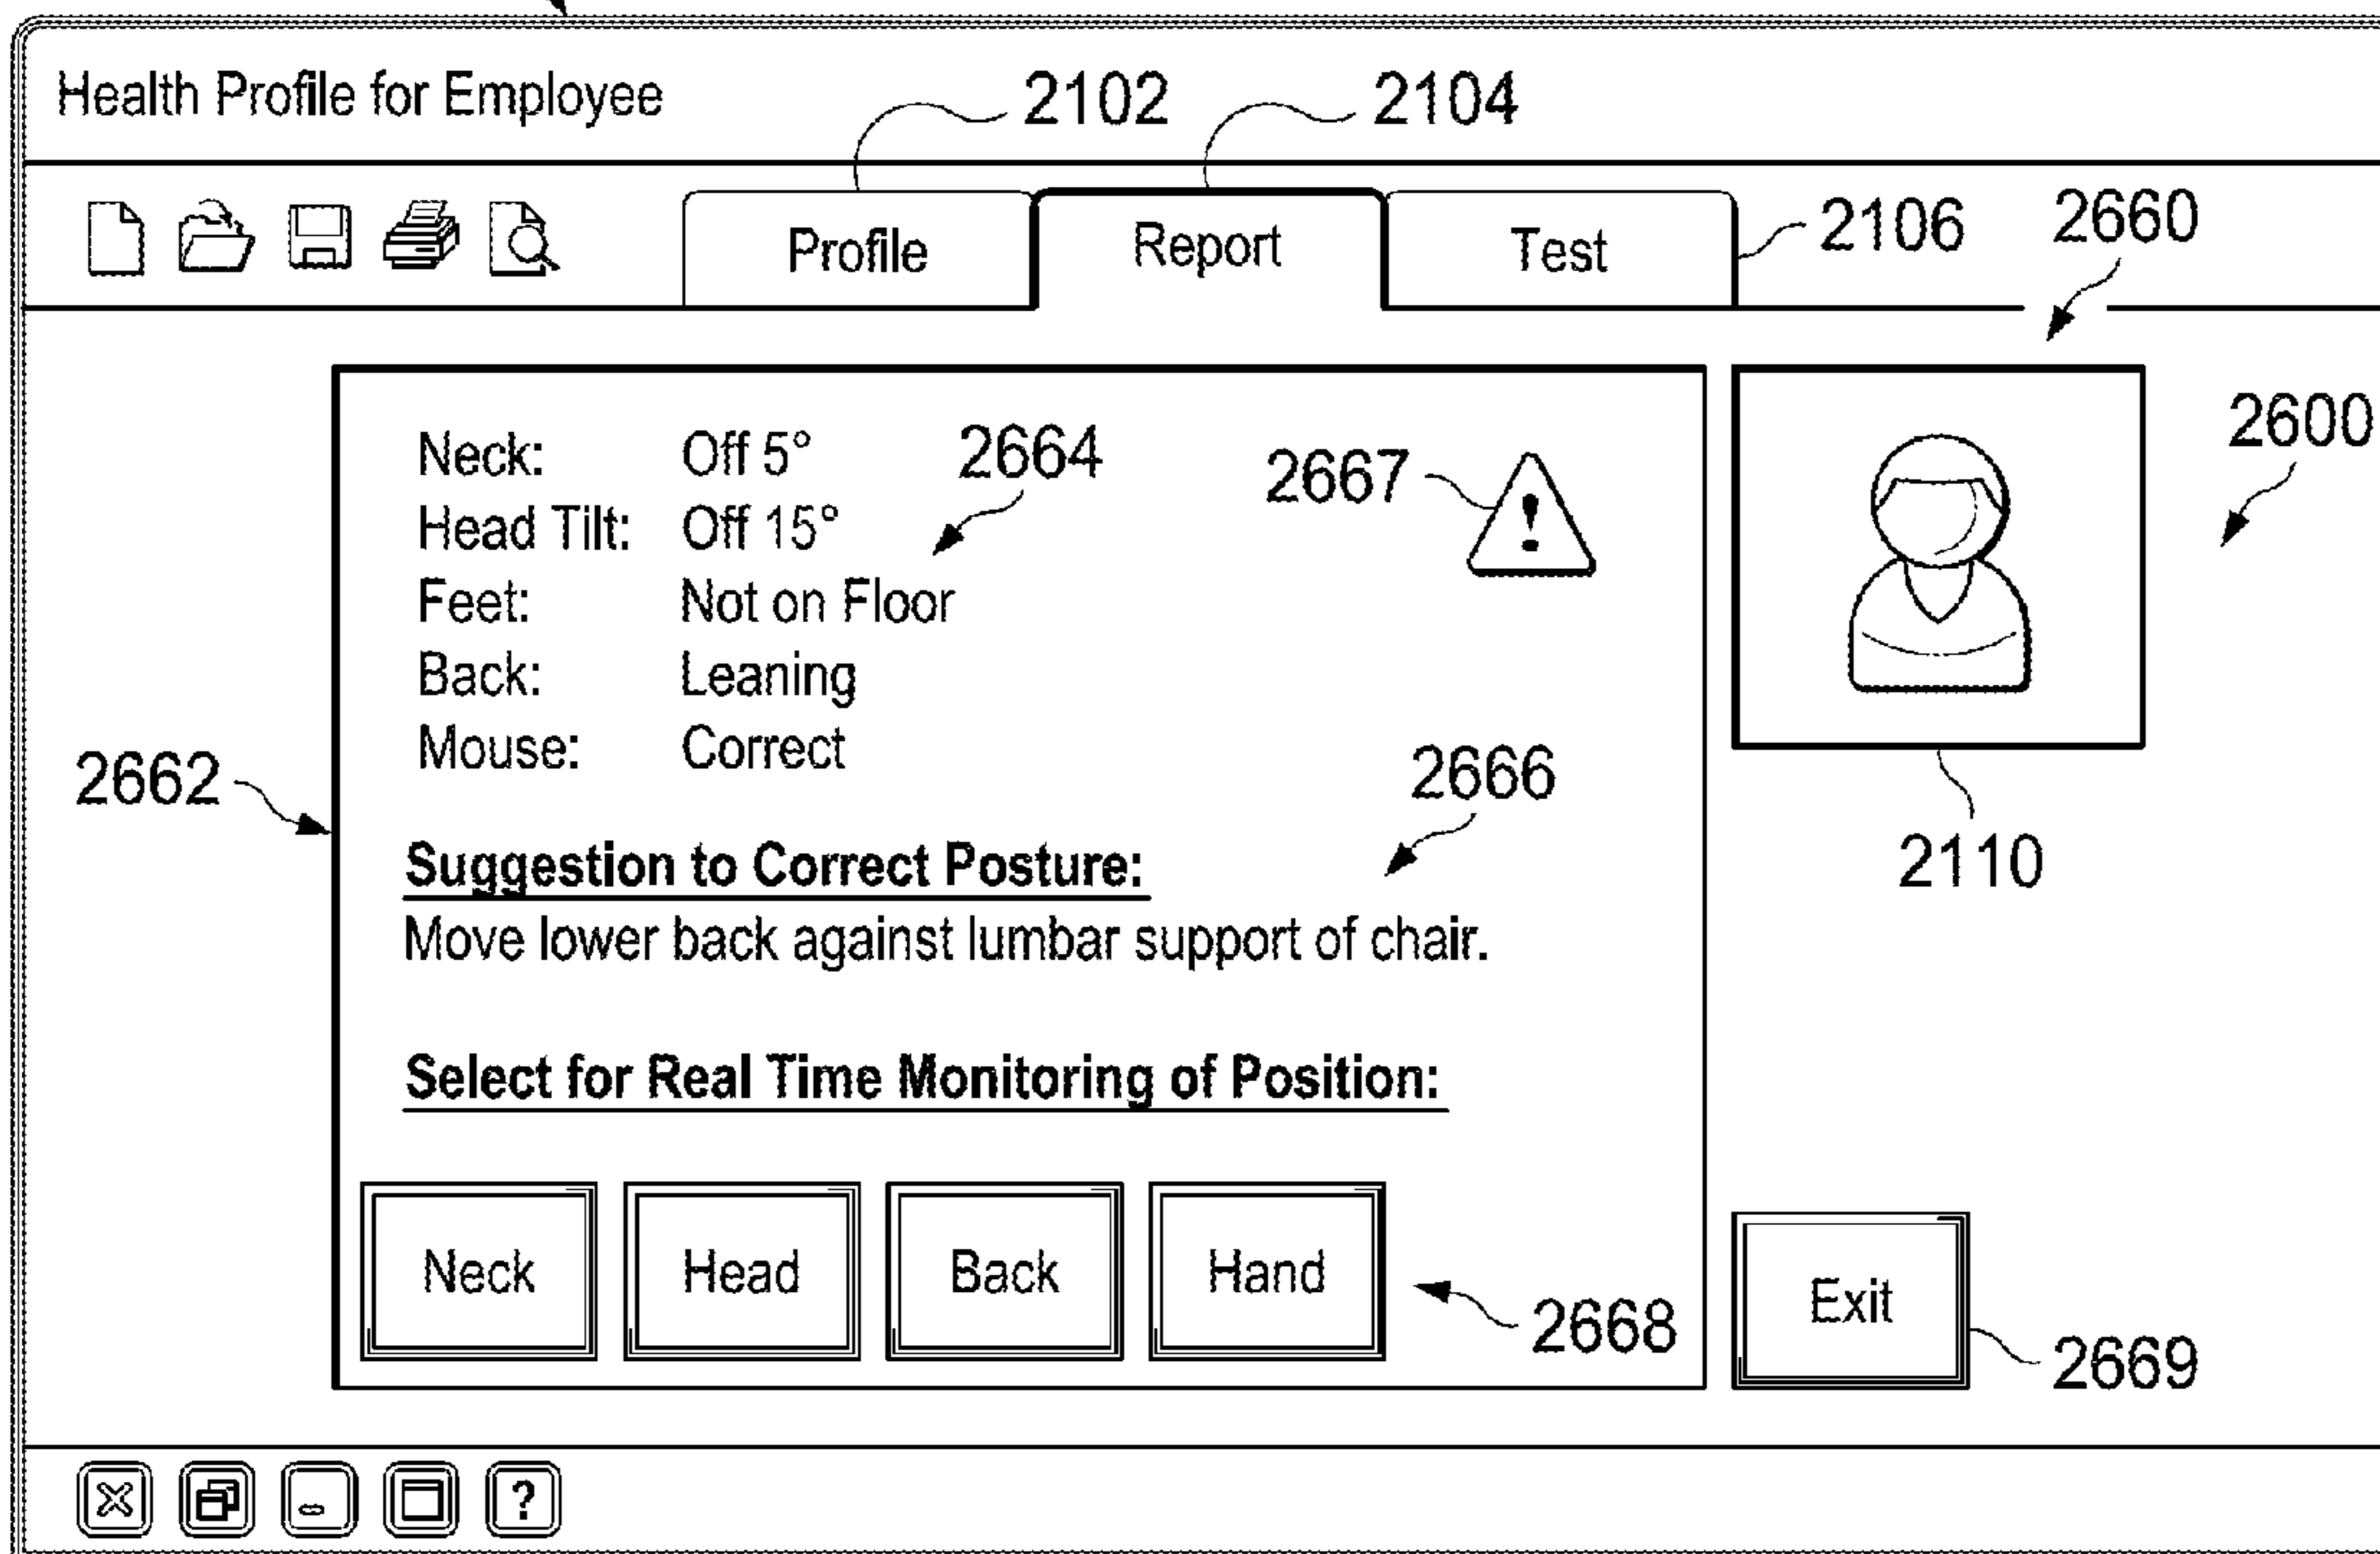 Health Profile for Employee
2102
2104
Profile
Report
Test
2106
2660
2600
Neck: Off 5°
2664
2667
!
Head Tilt: Off 15°
Feet: Not on Floor
Back: Leaning
Mouse: Correct
2662
2666
2110
Suggestion to Correct Posture:
Move lower back against lumbar support of chair.
Select for Real Time Monitoring of Position:
Neck
Head
Back
Hand
2668
Exit
2669
?